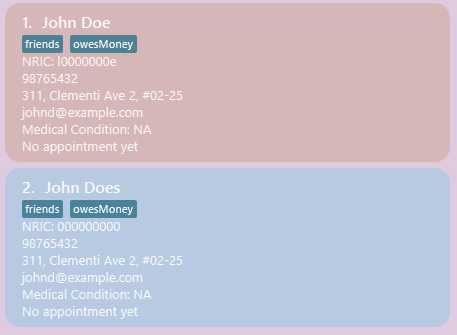 1. John Doe
friends owesMoney
NRIC: l0000000e
98765432
311, Clementi Ave 2, #02-25
johnd@example.com
Medical Condition: NA
No appointment yet
2. John Does
friends owesMoney
NRIC: 000000000
98765432
311, Clementi Ave 2, #02-25
johnd@example.com
Medical Condition: NA
No appointment yet